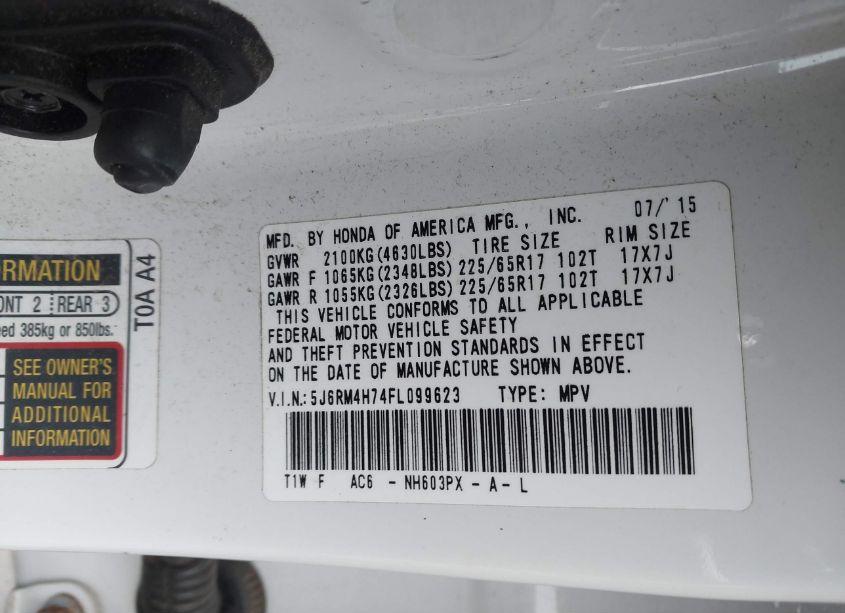 RMATION
ONT 2 REAR 3
eed 385kg or 850lbs.
SEE OWNER'S
MANUAL FOR
ADDITIONAL
INFORMATION
T0A A4
MFD. BY HONDA OF AMERICA MFG., INC. 07/'15
GVWR 2100KG(4630LBS) TIRE SIZE RIM SIZE
GAWR F 1065KG(2348LBS) 225/65R17 102T 17X7J
GAWR R 1055KG(2326LBS) 225/65R17 102T 17X7J
THIS VEHICLE CONFORMS TO ALL APPLICABLE
FEDERAL MOTOR VEHICLE SAFETY
AND THEFT PREVENTION STANDARDS IN EFFECT
ON THE DATE OF MANUFACTURE SHOWN ABOVE.
V.I.N.:5J6RM4H74FL099623 TYPE: MPV
T1W F AC6 - NH603PX - A - L